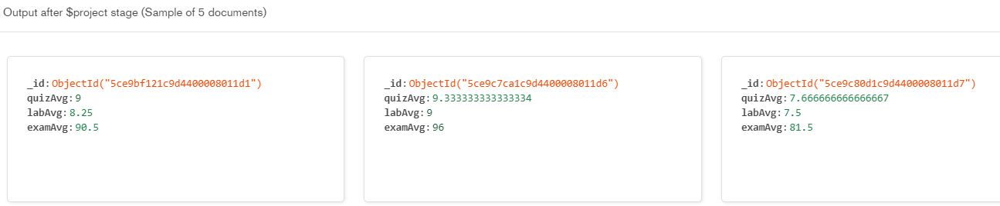 Output after $project stage (Sample of 5 documents)
_id: ObjectId("5ce9bf121c9d4400008011d1")
quizAvg: 9
labAvg: 8.25
examAvg: 90.5
_id: ObjectId("5ce9c7ca1c9d4400008011d6")
quizAvg: 9.333333333333334
labAvg: 9
examAvg: 96
_id: ObjectId("5ce9c80d1c9d4400008011d7")
quizAvg: 7.666666666666667
labAvg: 7.5
examAvg: 81.5